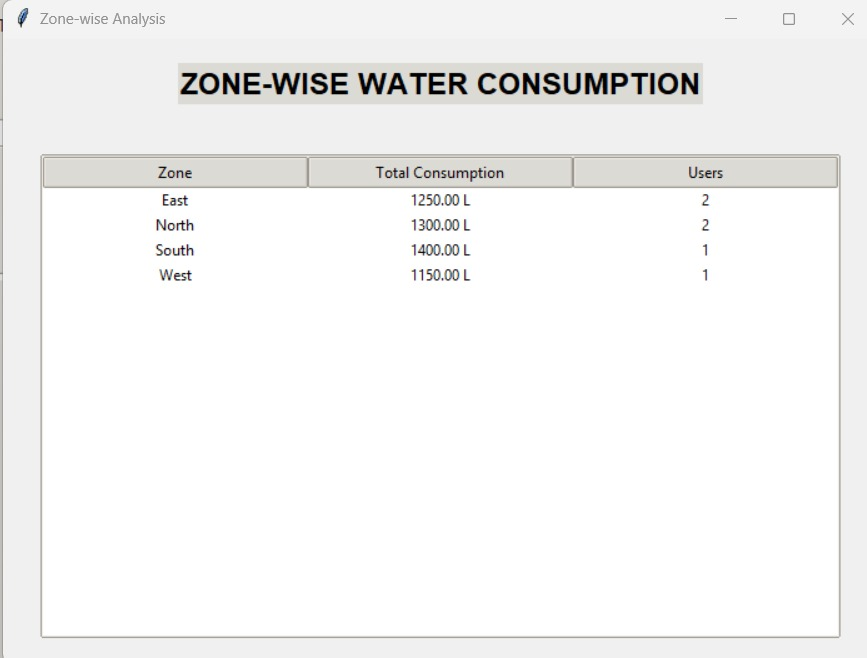 Zone-wise Analysis
ZONE-WISE WATER CONSUMPTION
Zone Total Consumption Users
East 1250.00 L 2
North 1300.00 L 2
South 1400.00 L 1
West 1150.00 L 1